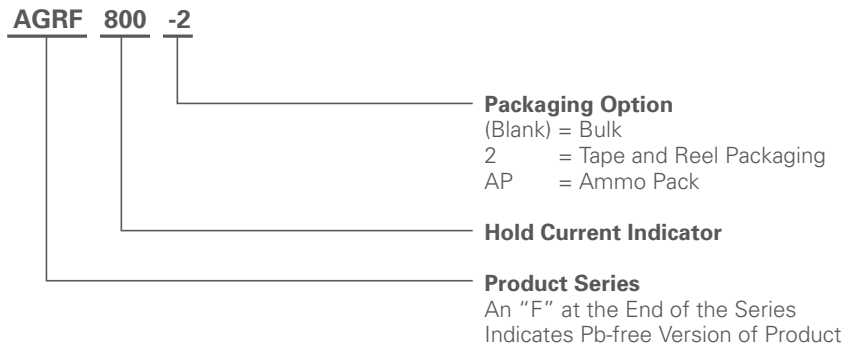 AGRF 800 -2
Packaging Option
(Blank) = Bulk
2 = Tape and Reel Packaging
AP = Ammo Pack
Hold Current Indicator
Product Series
An “F” at the End of the Series
Indicates Pb-free Version of Product